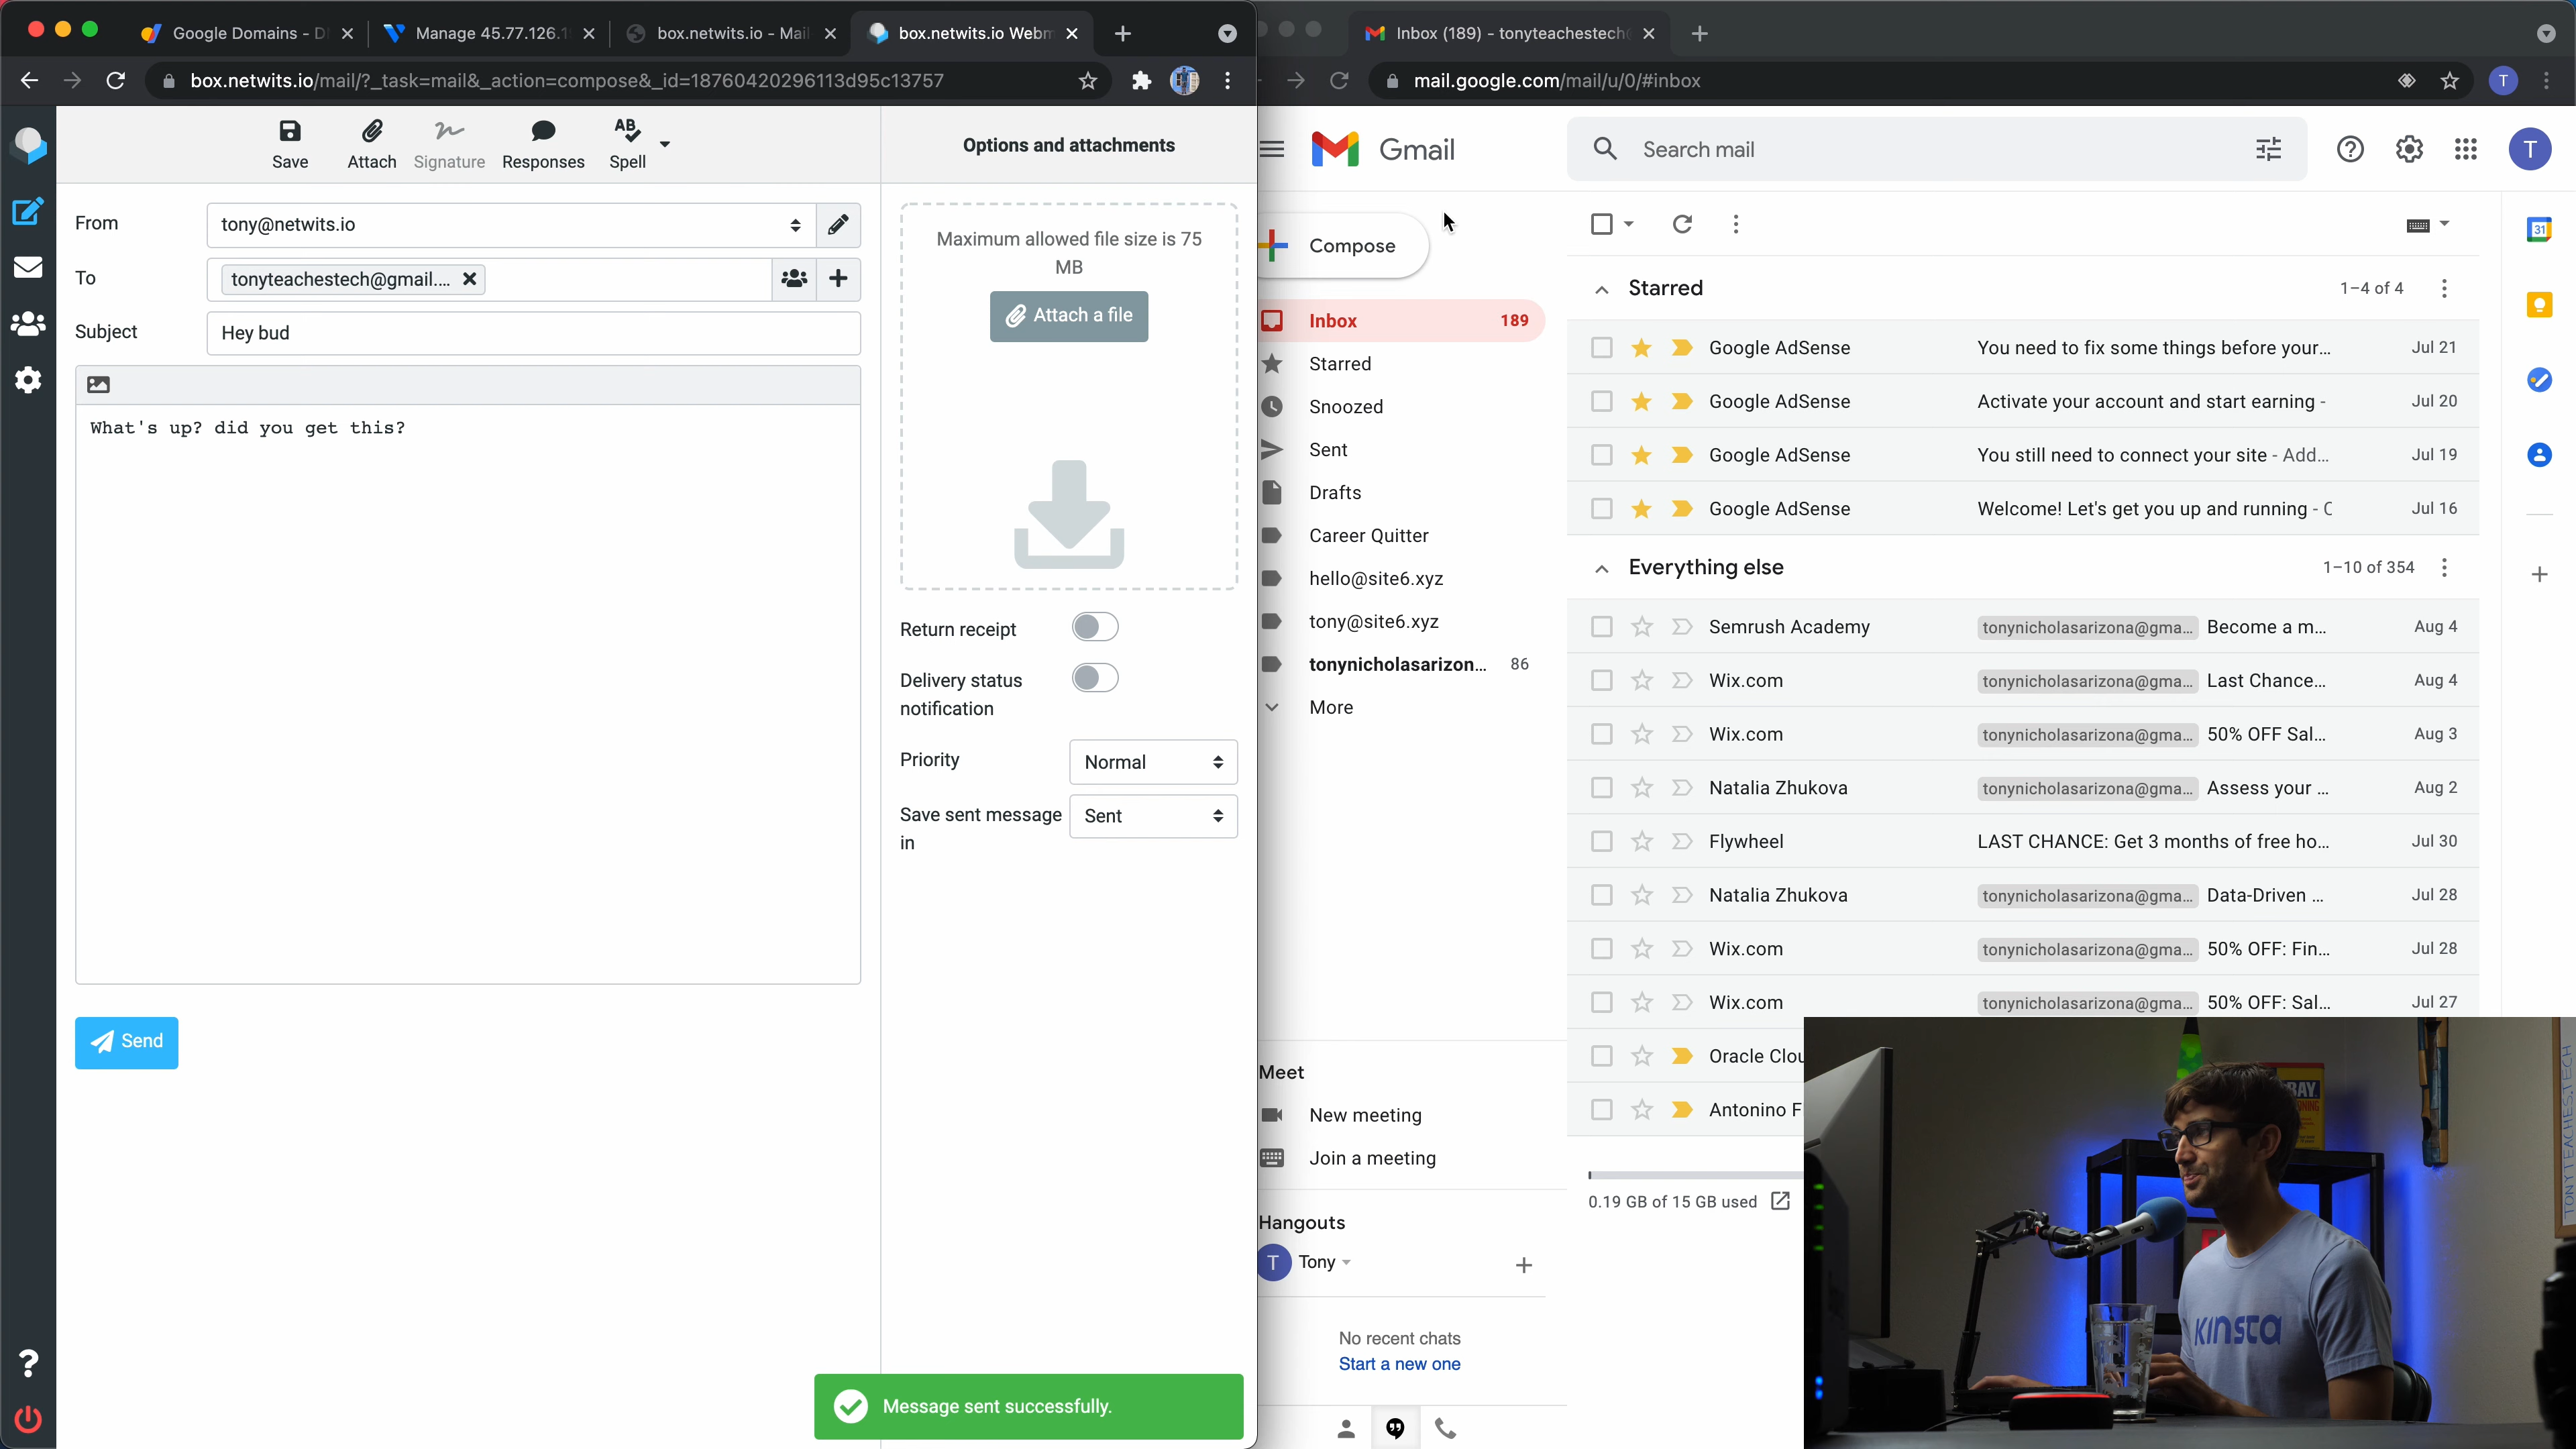 Google Domains - D
Manage 45.77.126.1
box.netwits.io - Mail
box.netwits.io Webm
box.netwits.io/mail/?_task=mail&_action=compose&_id=18760420296113d95c13757
Save
Attach
Signature
Responses
AB
Spell
Options and attachments
From
tony@netwits.io
To
tonyteachestech@gmail....
Subject
Hey bud
What's up? did you get this?
Send
Maximum allowed file size is 75
MB
Attach a file
Return receipt
Delivery status
notification
Priority
Normal
Save sent message
in
Sent
Message sent successfully.
Inbox (189) - tonyteachestech
mail.google.com/mail/u/0/#inbox
T
Gmail
Search mail
T
Compose
Inbox 189
Starred
Snoozed
Sent
Drafts
Career Quitter
hello@site6.xyz
tony@site6.xyz
tonynicholasarizon... 86
More
Meet
New meeting
Join a meeting
Hangouts
T Tony
No recent chats
Start a new one
Starred 1–4 of 4
Google AdSense You need to fix some things before your... Jul 21
Google AdSense Activate your account and start earning - Jul 20
Google AdSense You still need to connect your site - Add... Jul 19
Google AdSense Welcome! Let's get you up and running - C Jul 16
Everything else 1–10 of 354
Semrush Academy tonynicholasarizona@gma... Become a m... Aug 4
Wix.com tonynicholasarizona@gma... Last Chance... Aug 4
Wix.com tonynicholasarizona@gma... 50% OFF Sal... Aug 3
Natalia Zhukova tonynicholasarizona@gma... Assess your ... Aug 2
Flywheel LAST CHANCE: Get 3 months of free ho... Jul 30
Natalia Zhukova tonynicholasarizona@gma... Data-Driven ... Jul 28
Wix.com tonynicholasarizona@gma... 50% OFF: Fin... Jul 28
Wix.com tonynicholasarizona@gma... 50% OFF: Sal... Jul 27
Oracle Clou
Antonino F
0.19 GB of 15 GB used
31
KINSTA
TONYTEACHESTECH